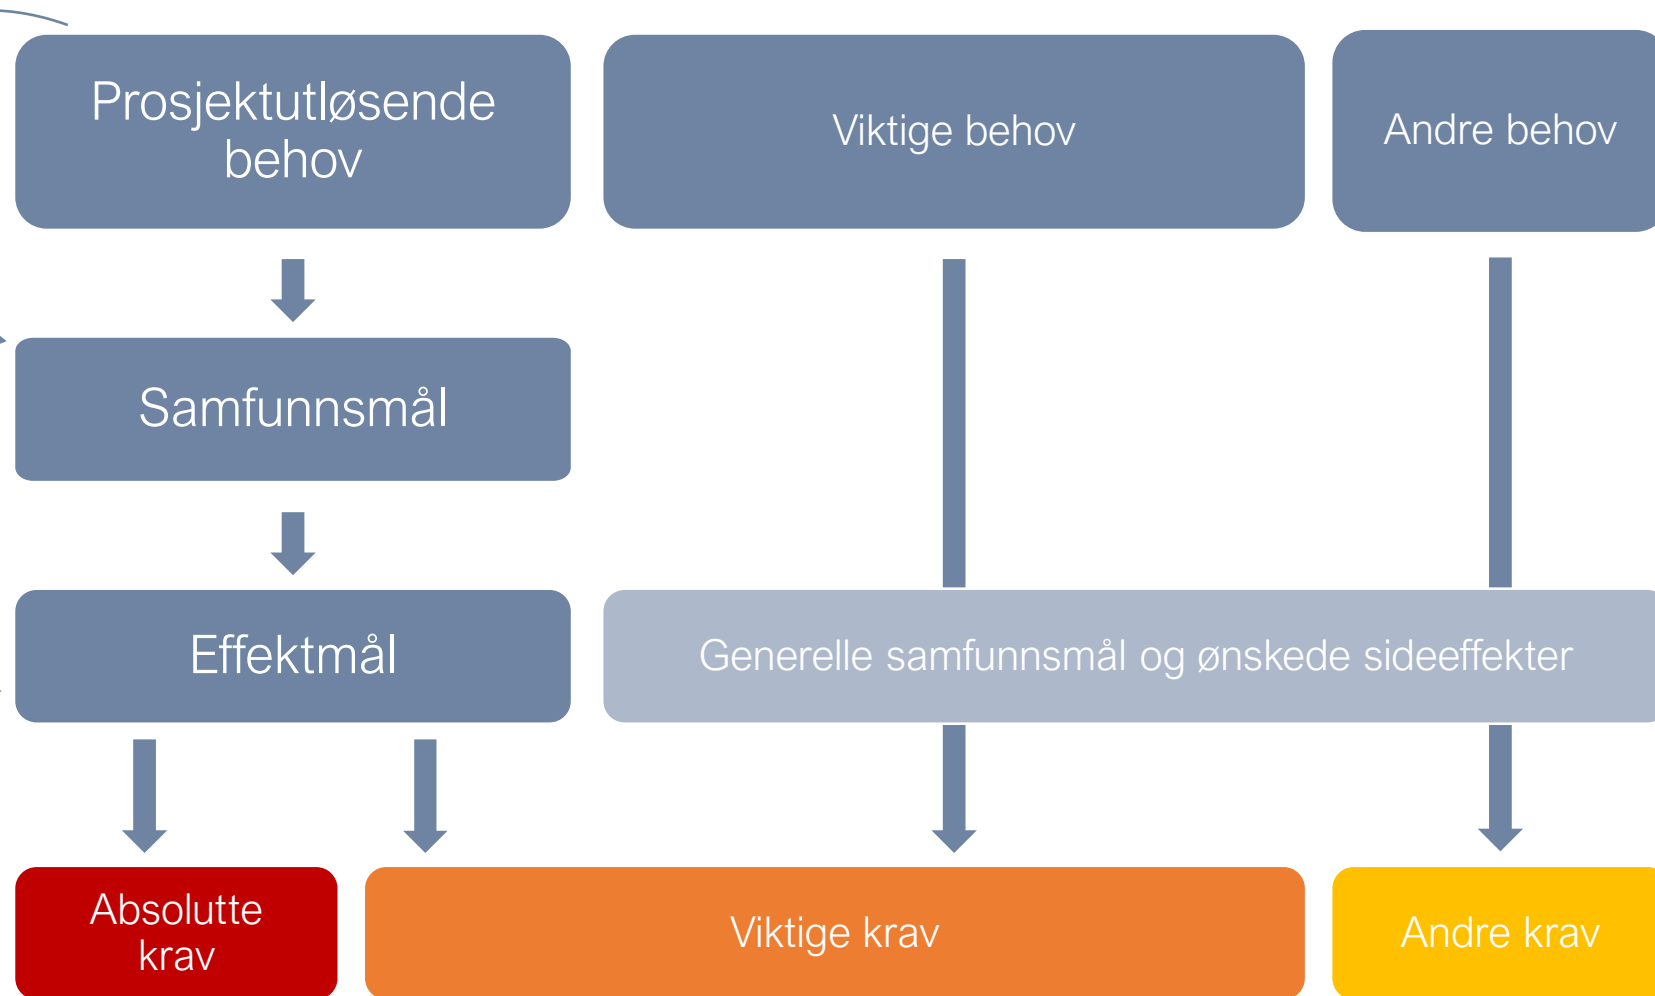 Prosjektutløsende
behov
Viktige behov
Andre behov
Samfunnsmål
Effektmål
Generelle samfunnsmål og ønskede sideeffekter
Absolutte
krav
Viktige krav
Andre krav